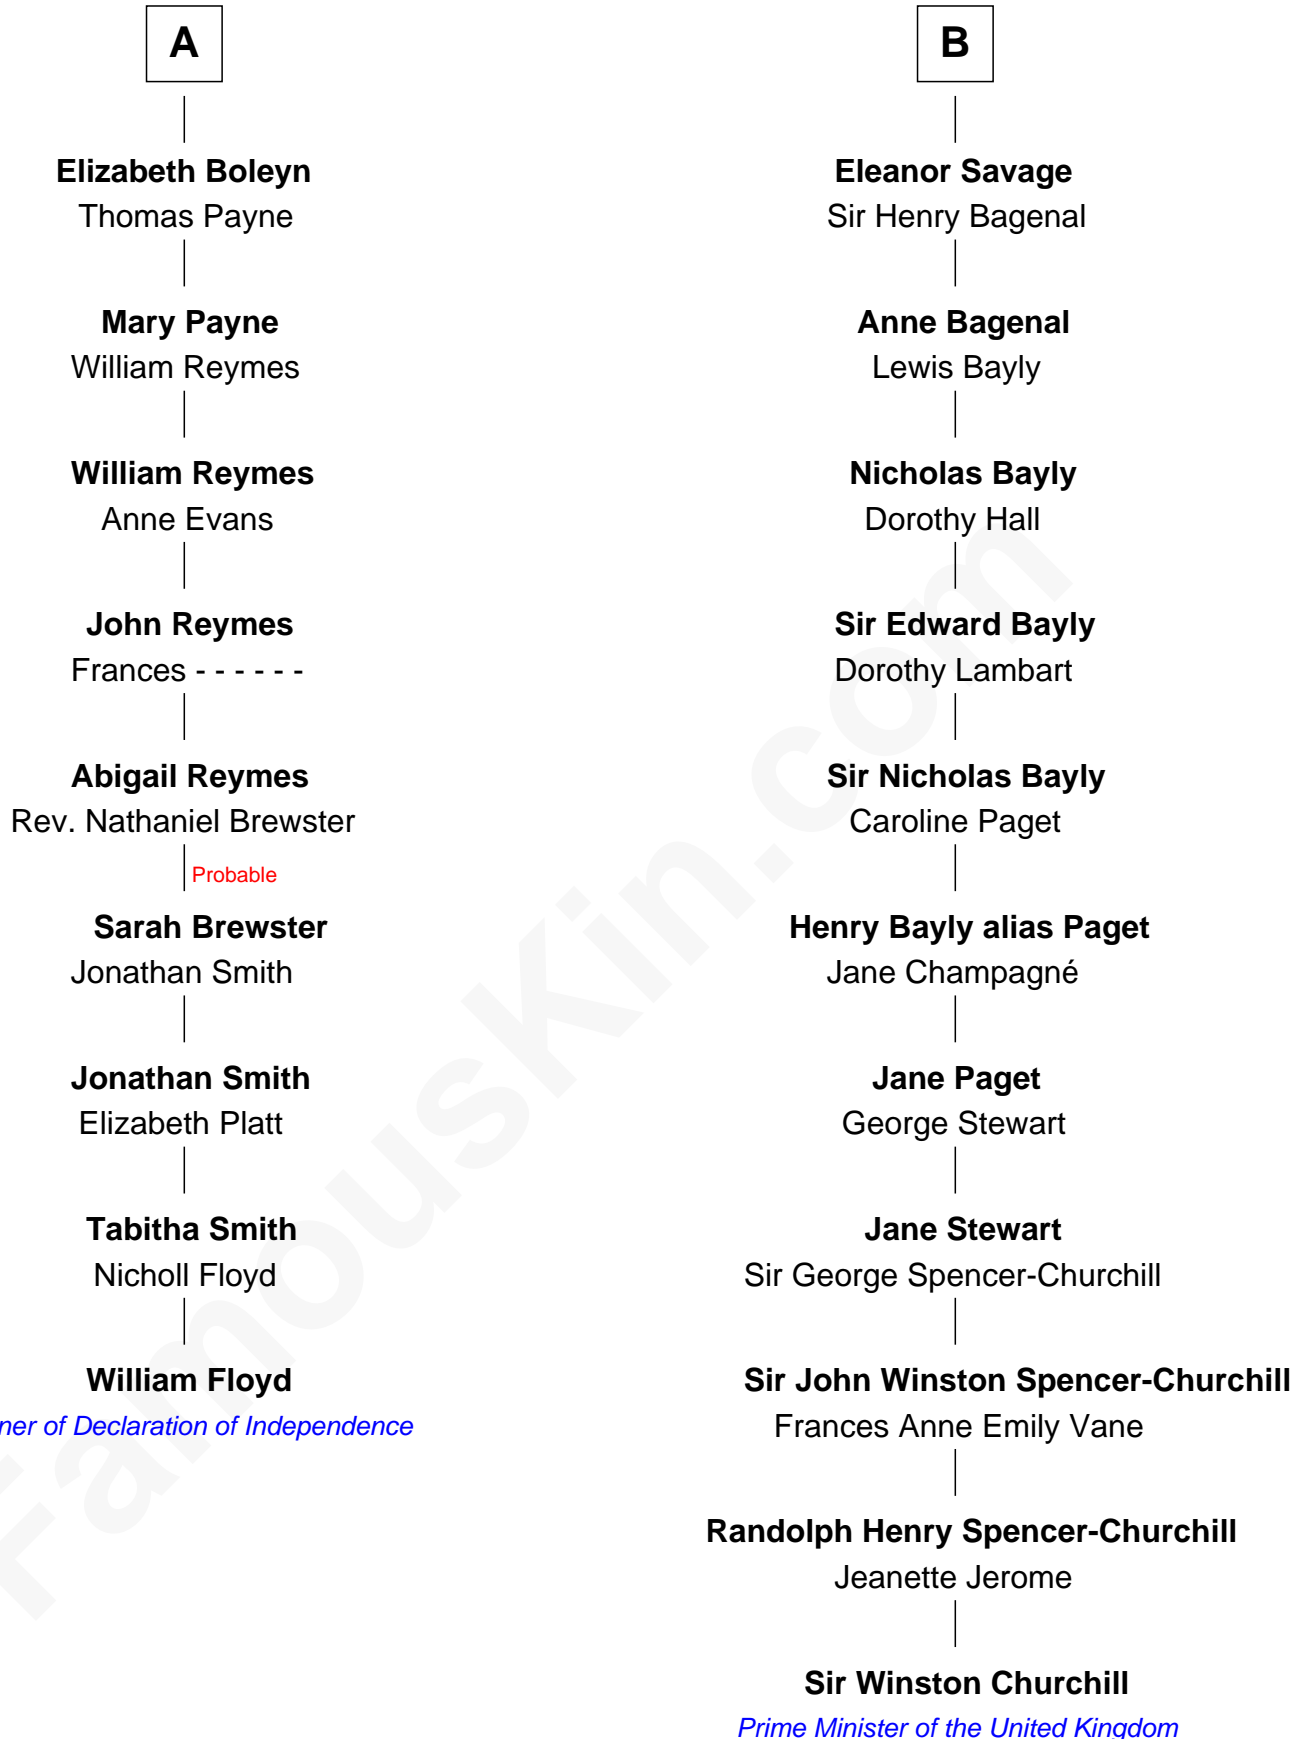 A
Elizabeth Boleyn
Thomas Payne
Mary Payne
William Reymes
William Reymes
Anne Evans
John Reymes
Frances - - - - - -
Abigail Reymes
Rev. Nathaniel Brewster
Probable
Sarah Brewster
Jonathan Smith
Jonathan Smith
Elizabeth Platt
Tabitha Smith
Nicholl Floyd
William Floyd
ner of Declaration of Independence
B
Eleanor Savage
Sir Henry Bagenal
Anne Bagenal
Lewis Bayly
Nicholas Bayly
Dorothy Hall
Sir Edward Bayly
Dorothy Lambart
Sir Nicholas Bayly
Caroline Paget
Henry Bayly alias Paget
Jane Champagné
Jane Paget
George Stewart
Jane Stewart
Sir George Spencer-Churchill
Sir John Winston Spencer-Churchill
Frances Anne Emily Vane
Randolph Henry Spencer-Churchill
Jeanette Jerome
Sir Winston Churchill
Prime Minister of the United Kingdom
FamousKin.com